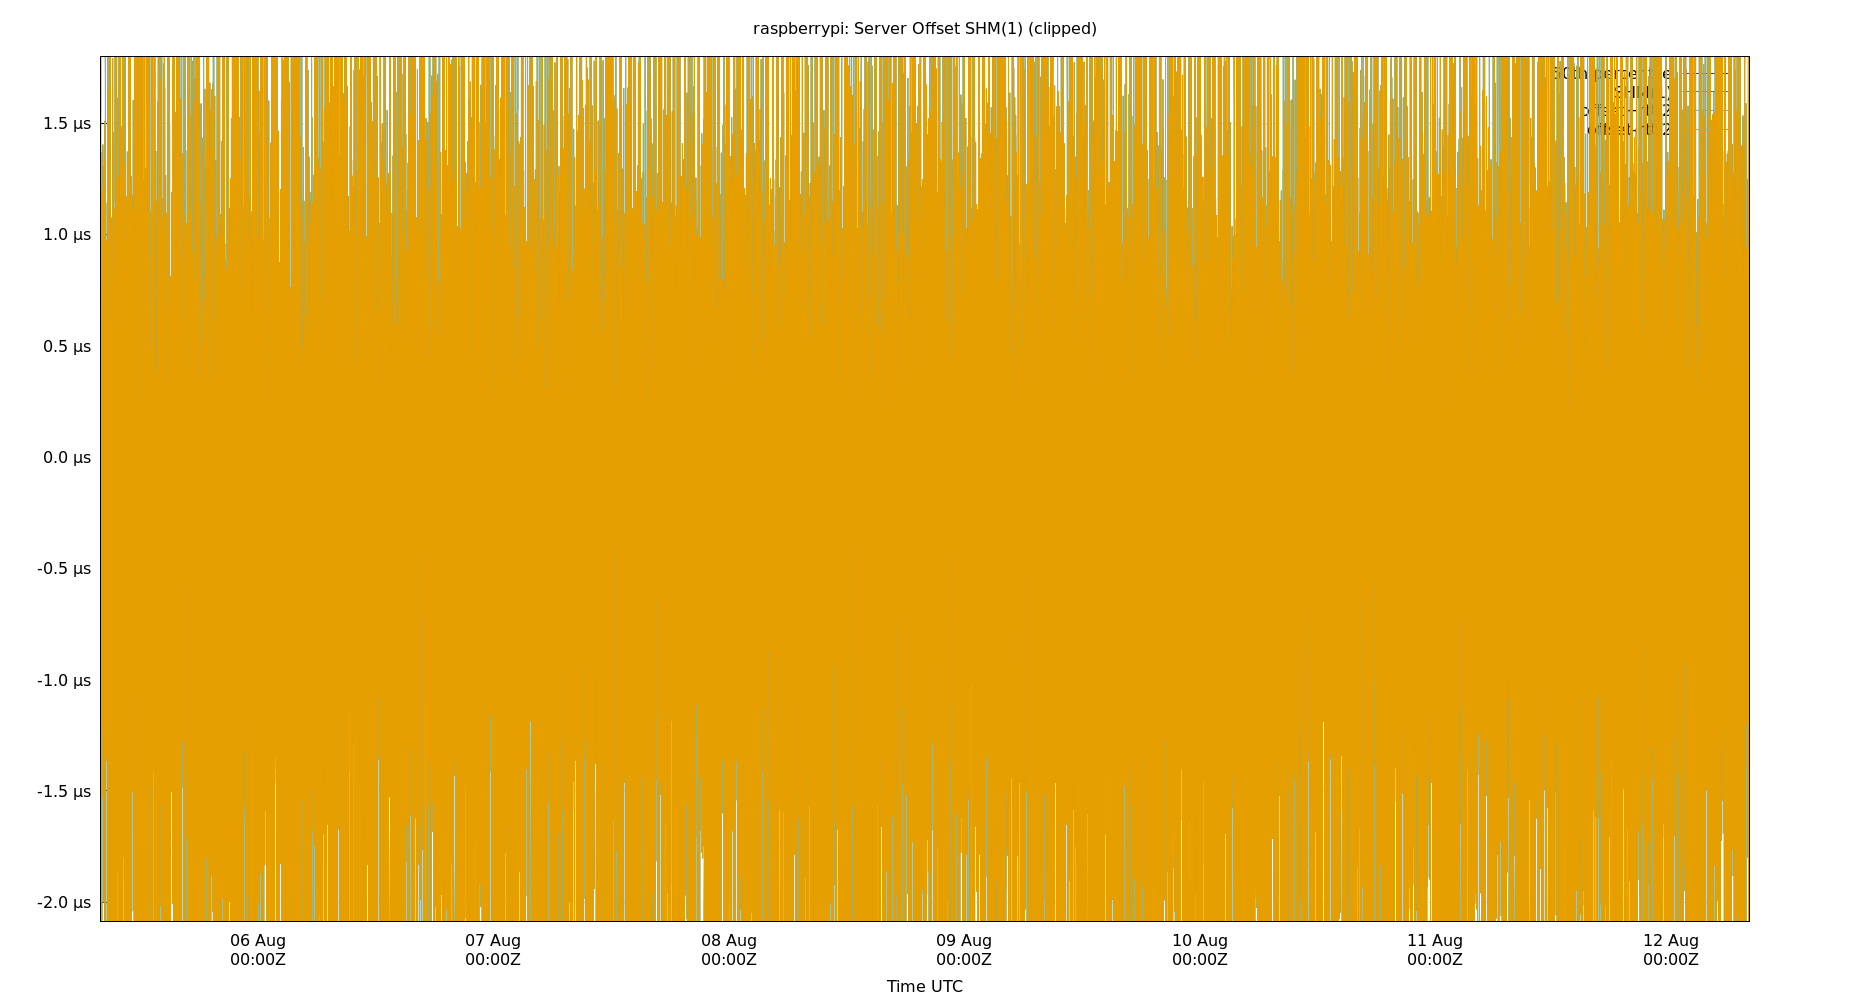 raspberrypi: Server Offset SHM(1) (clipped)
1.5 µs
1.0 µs
0.5 µs
0.0 µs
-0.5 µs
-1.0 µs
-1.5 µs
-2.0 µs
06 Aug 07 Aug 08 Aug 09 Aug 10 Aug 11 Aug 12 Aug
00:00Z 00:00Z 00:00Z 00:00Z 00:00Z 00:00Z 00:00Z
Time UTC